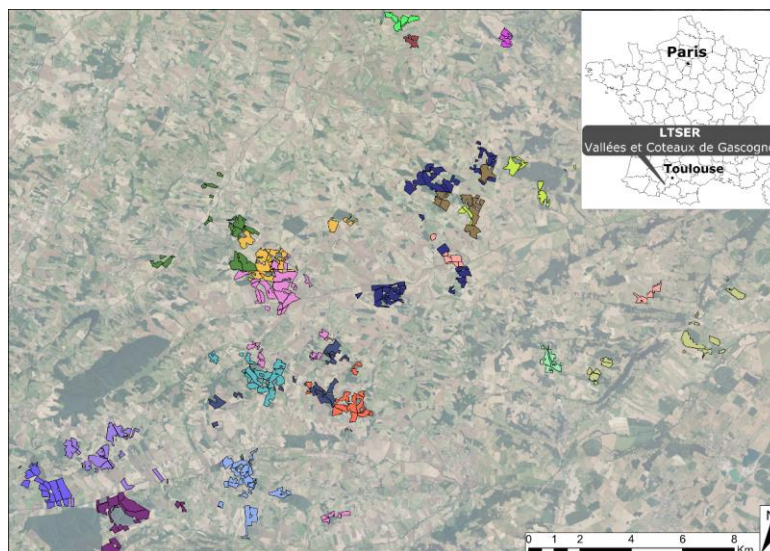 Paris
LTSER
Vallées et Coteaux de Gascogne
Toulouse
N
0 1 2 4 6 8
Km